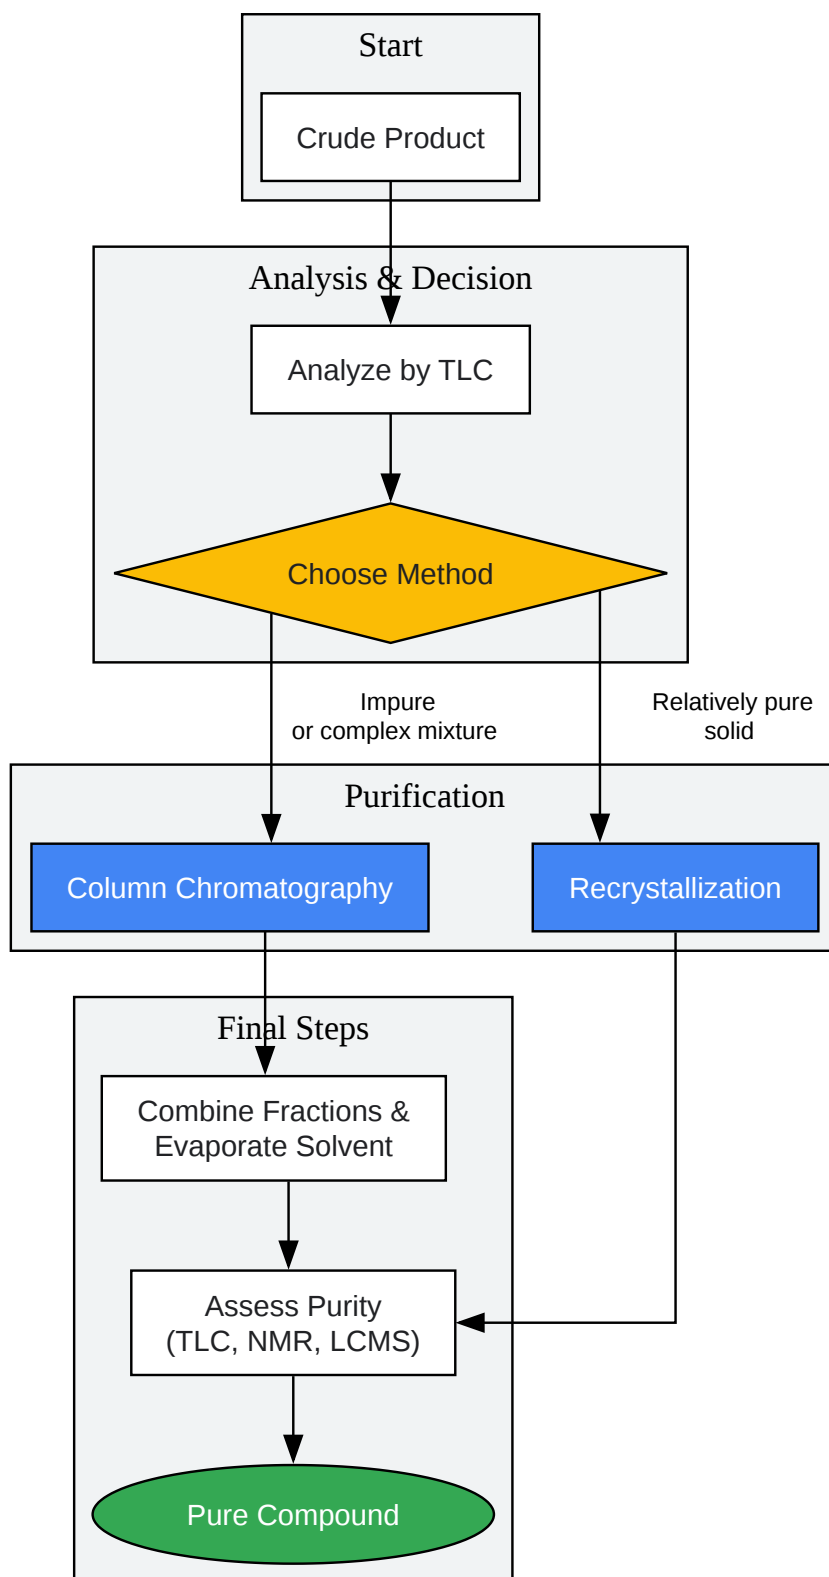 Start
Crude Product
Analysis & Decision
Analyze by TLC
Choose Method
Impure
or complex mixture
Relatively pure
solid
Purification
Column Chromatography
Recrystallization
Final Steps
Combine Fractions &
Evaporate Solvent
Assess Purity
(TLC, NMR, LCMS)
Pure Compound